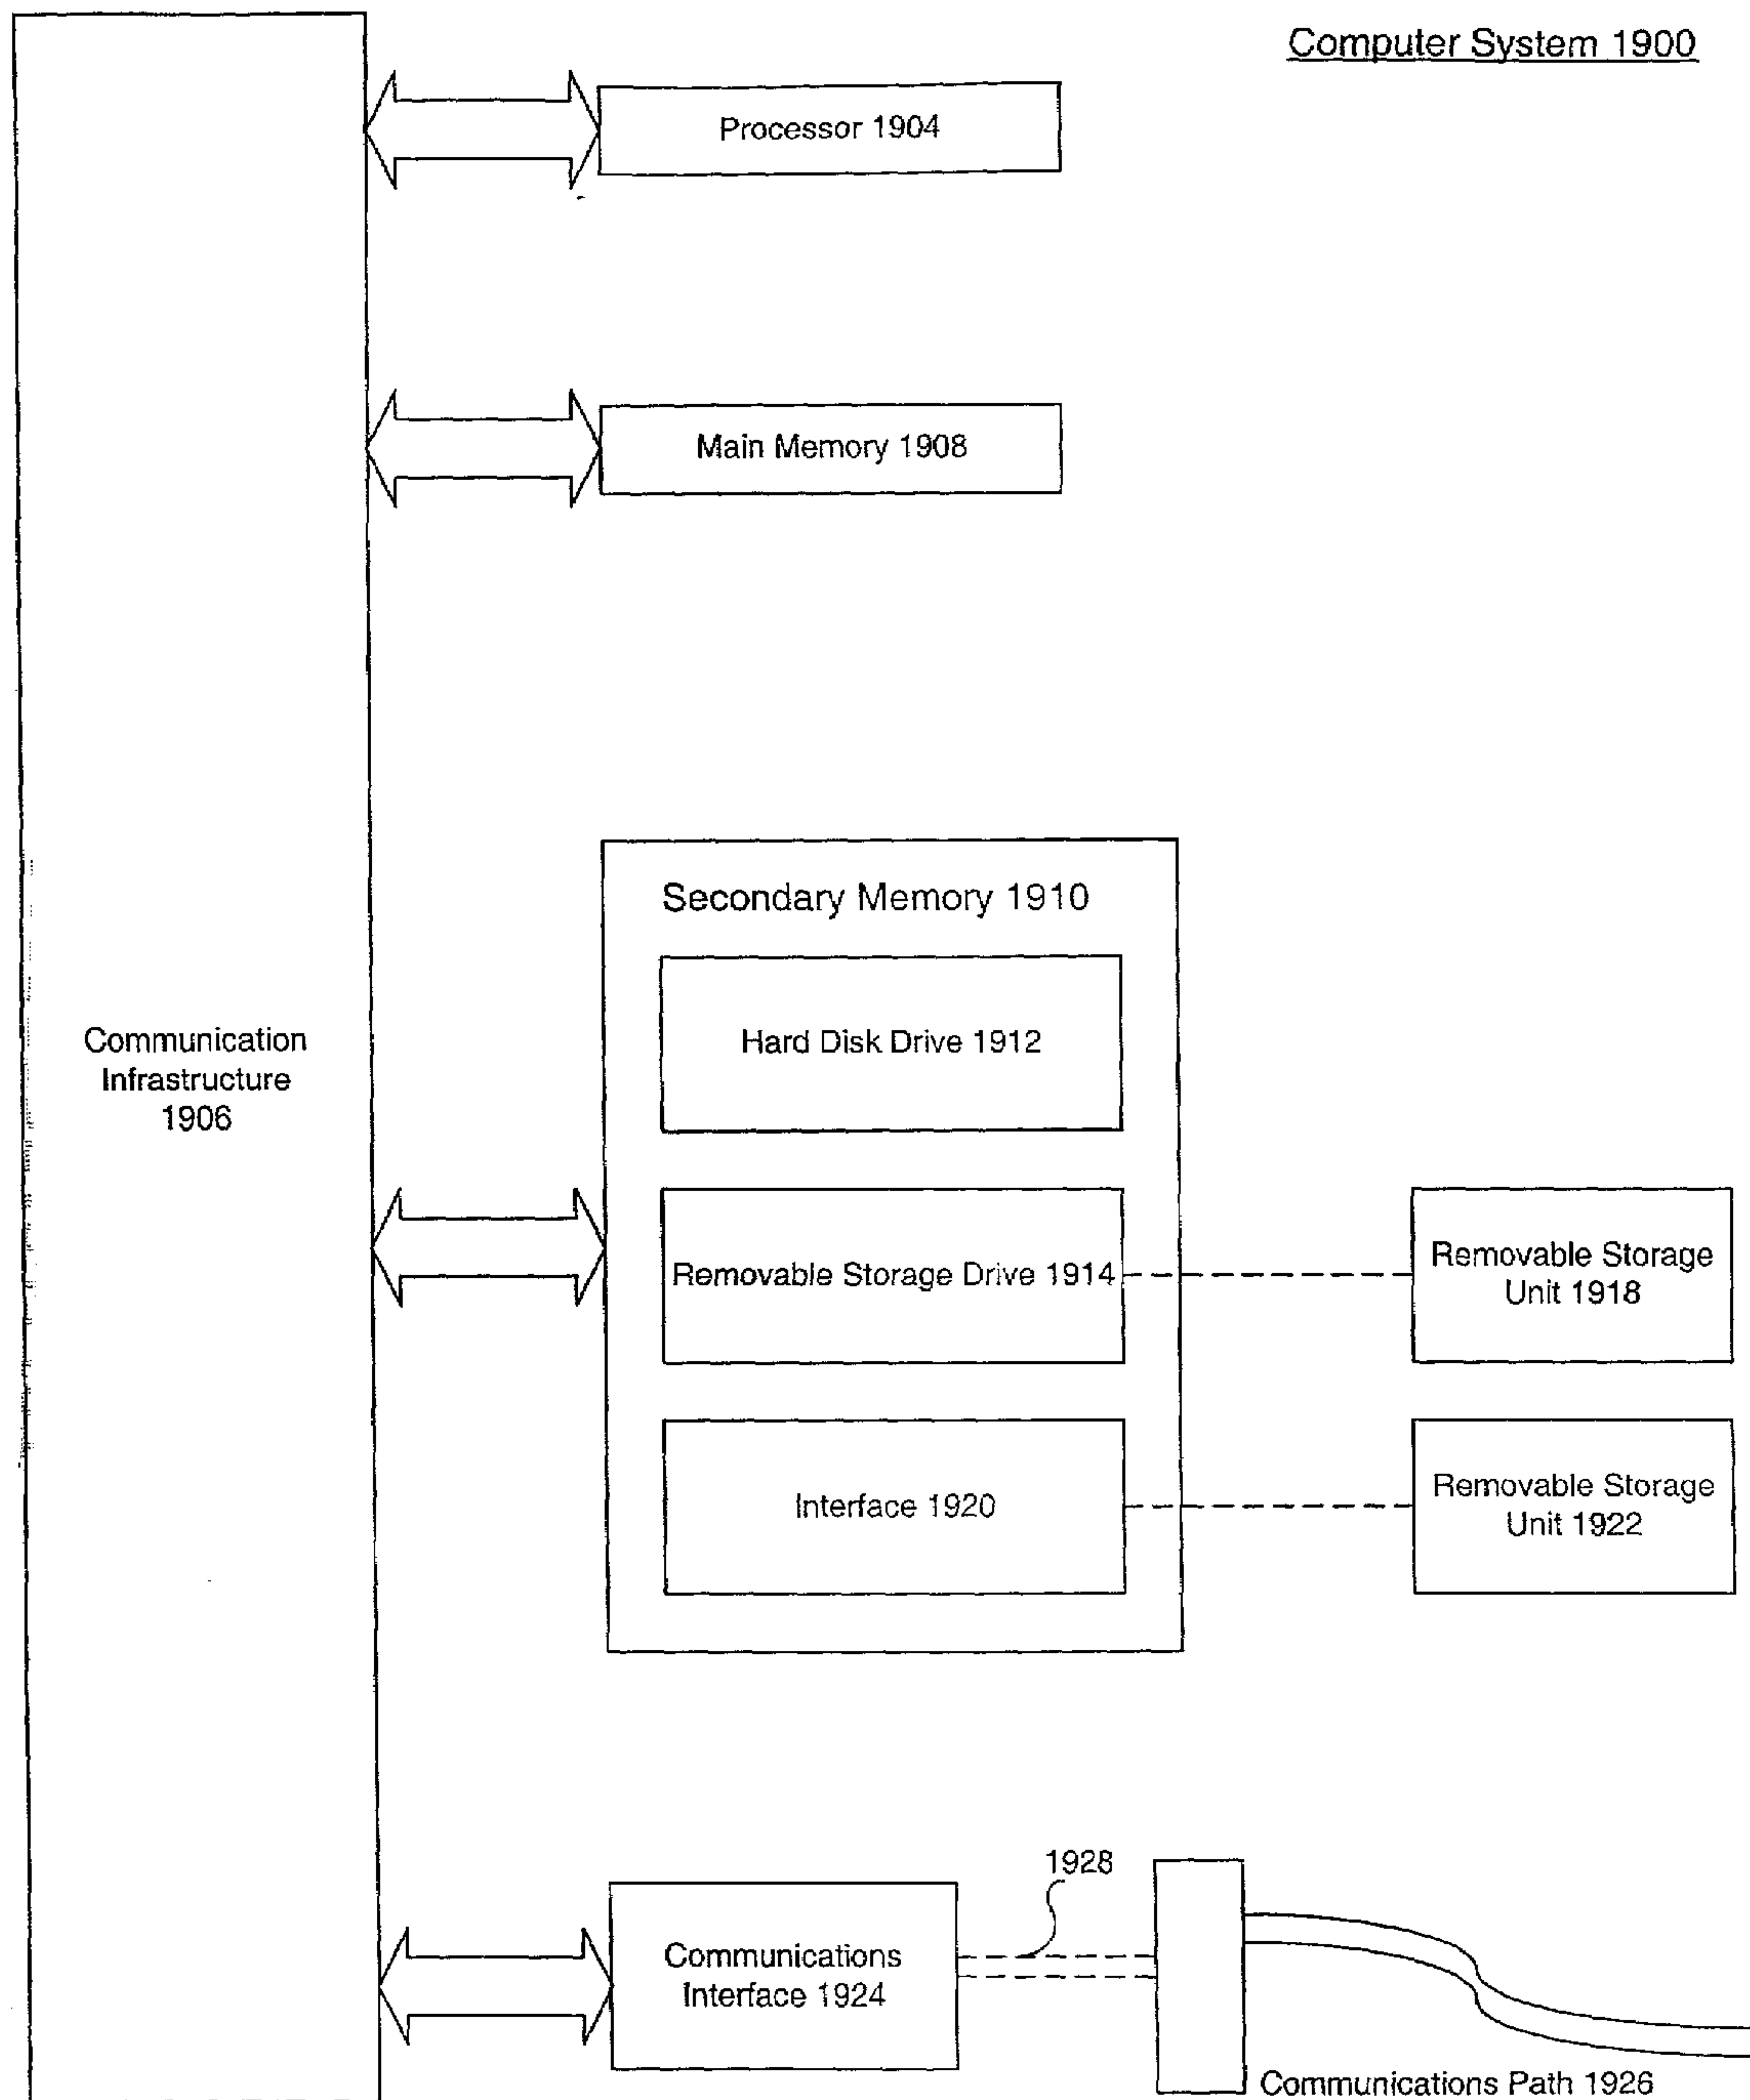 Computer System 1900
Processor 1904
Main Memory 1908
Secondary Memory 1910
Hard Disk Drive 1912
Communication
Infrastructure
1906
Removable Storage Drive 1914
Removable Storage
Unit 1918
Interface 1920
Removable Storage
Unit 1922
1928
Communications
Interface 1924
Communications Path 1926